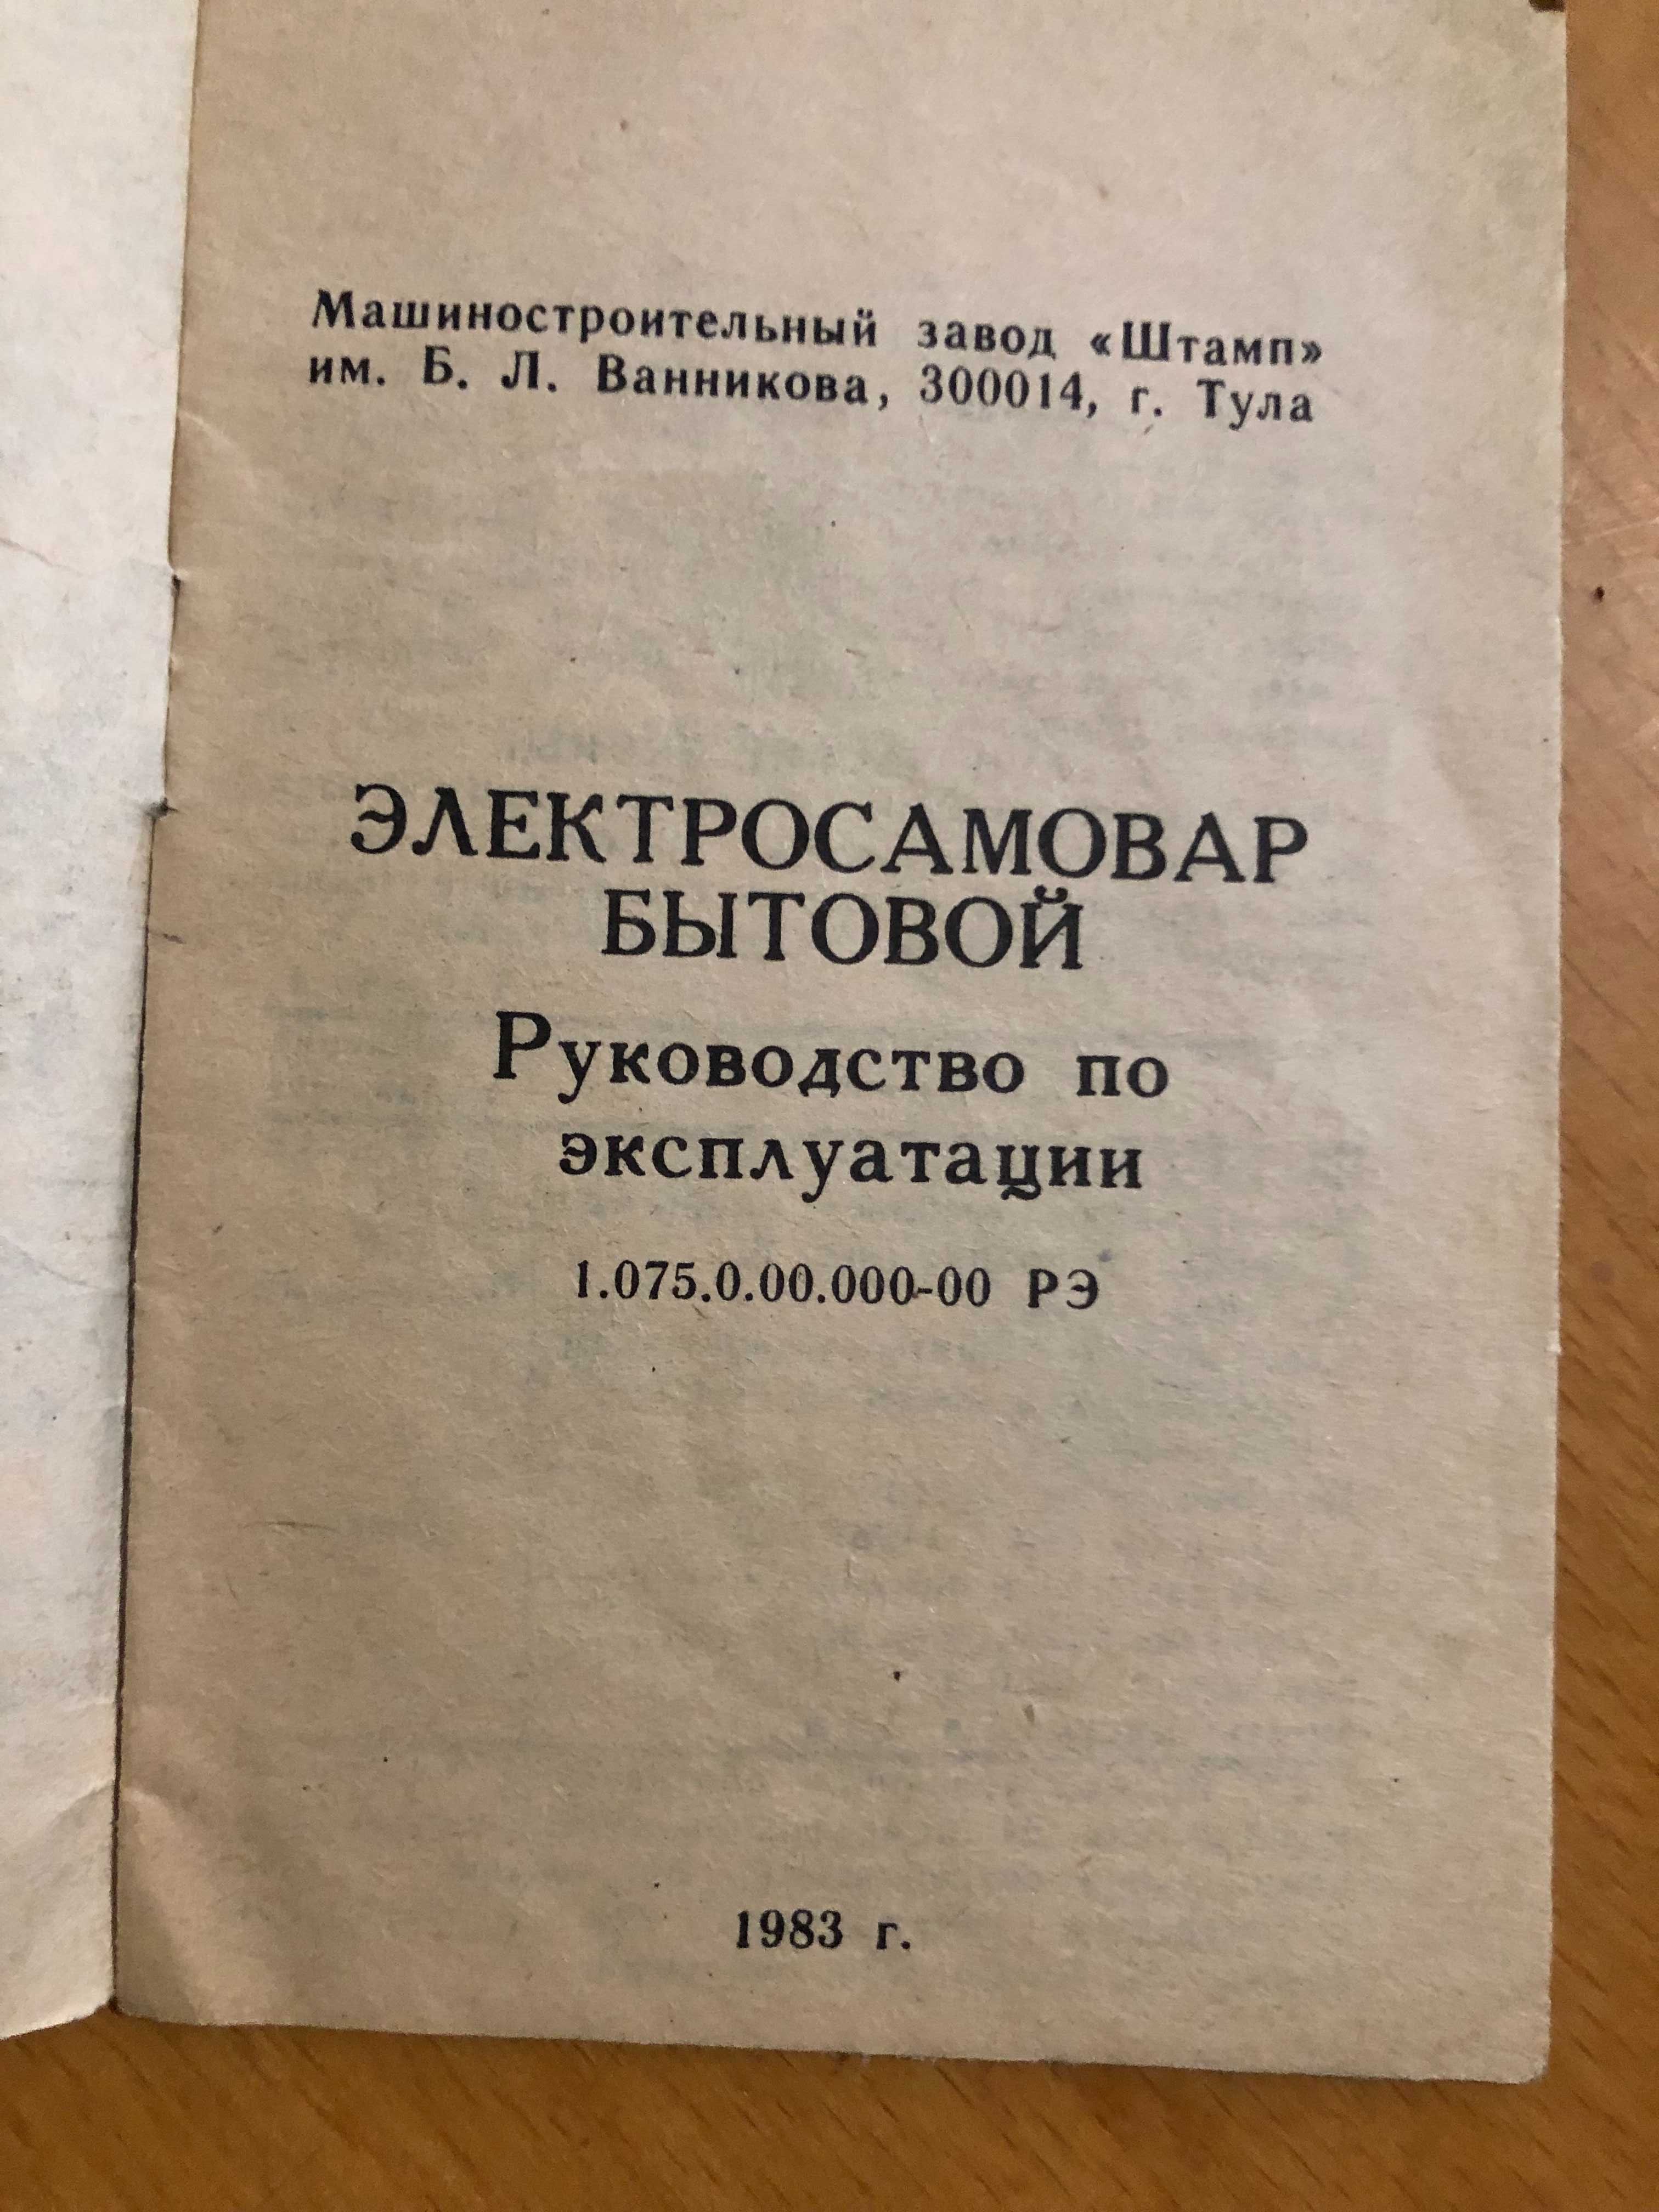 Машиностроительный завод «Штамп»
им. Б. Л. Ванникова, 300014, г. Тула
ЭЛЕКТРОСАМОВАР
БЫТОВОЙ
Руководство по
эксплуатации
1.075.0.00.000-00 РЭ
1983 г.